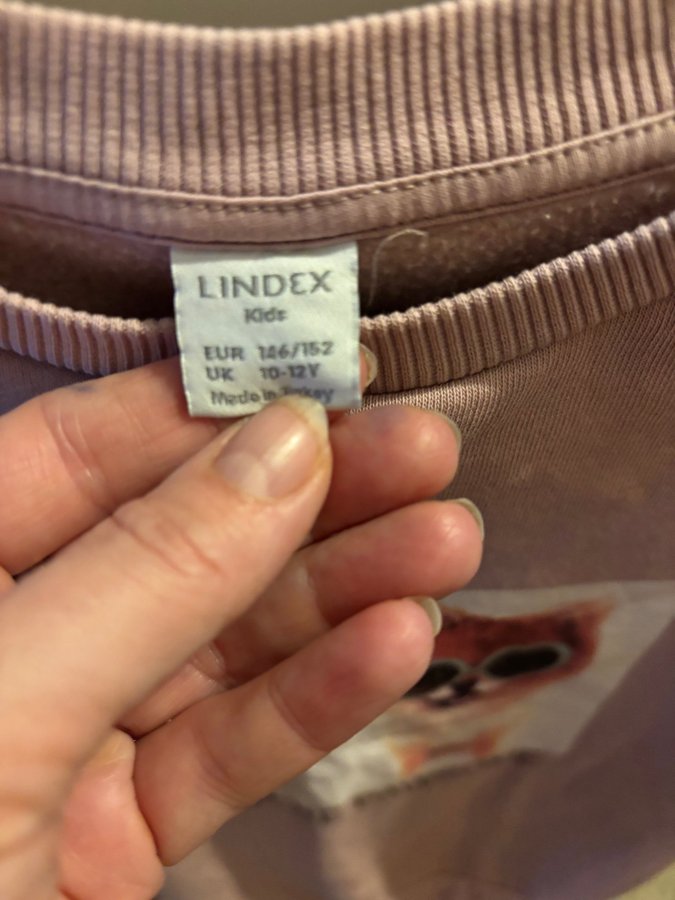 LINDEX
Kids
EUR 146/152
UK 10-12Y
Made in Turkey